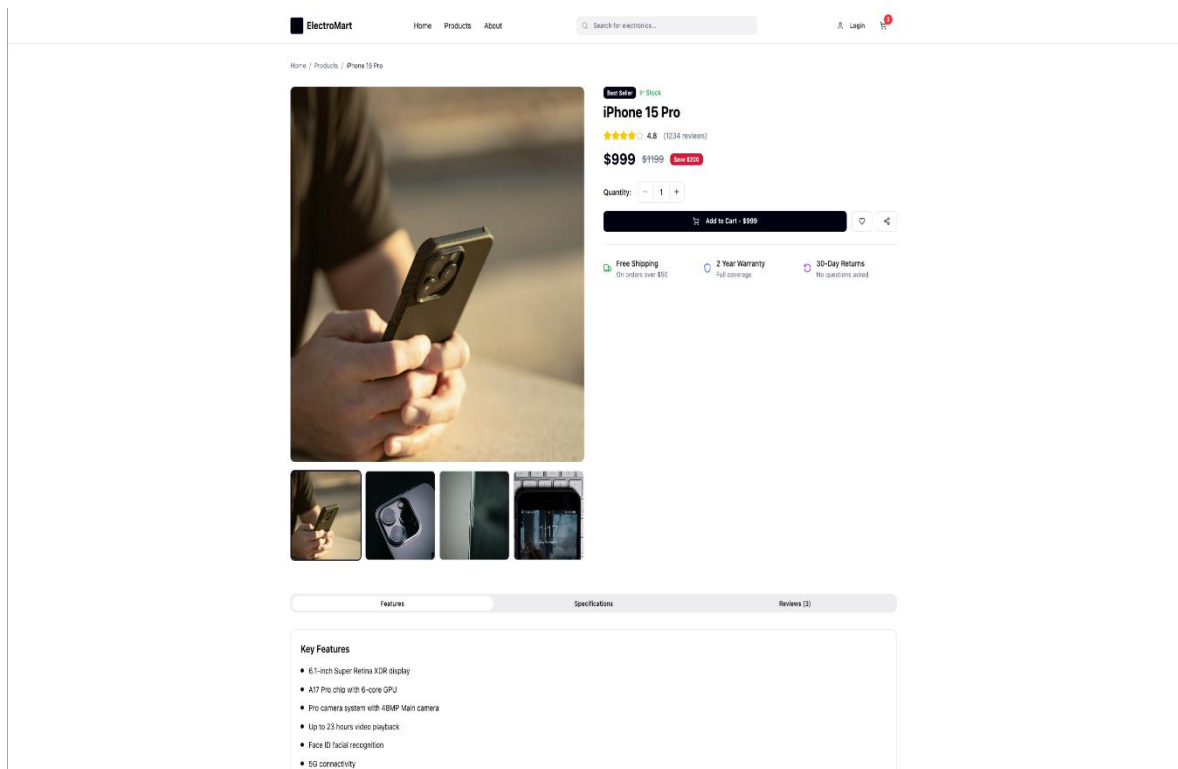 ElectroMart
Home Products About
Search for electronics...
Login
3
Home / Products / iPhone 15 Pro
Best Seller In Stock
iPhone 15 Pro
4.8 (1234 reviews)
$999 $1199 Save $200
Quantity: − 1 +
Add to Cart - $999
Free Shipping
On orders over $50
2 Year Warranty
Full coverage
30-Day Returns
No questions asked
1:17
Features Specifications Reviews (3)
Key Features
6.1-inch Super Retina XDR display
A17 Pro chip with 6-core GPU
Pro camera system with 48MP Main camera
Up to 23 hours video playback
Face ID facial recognition
5G connectivity